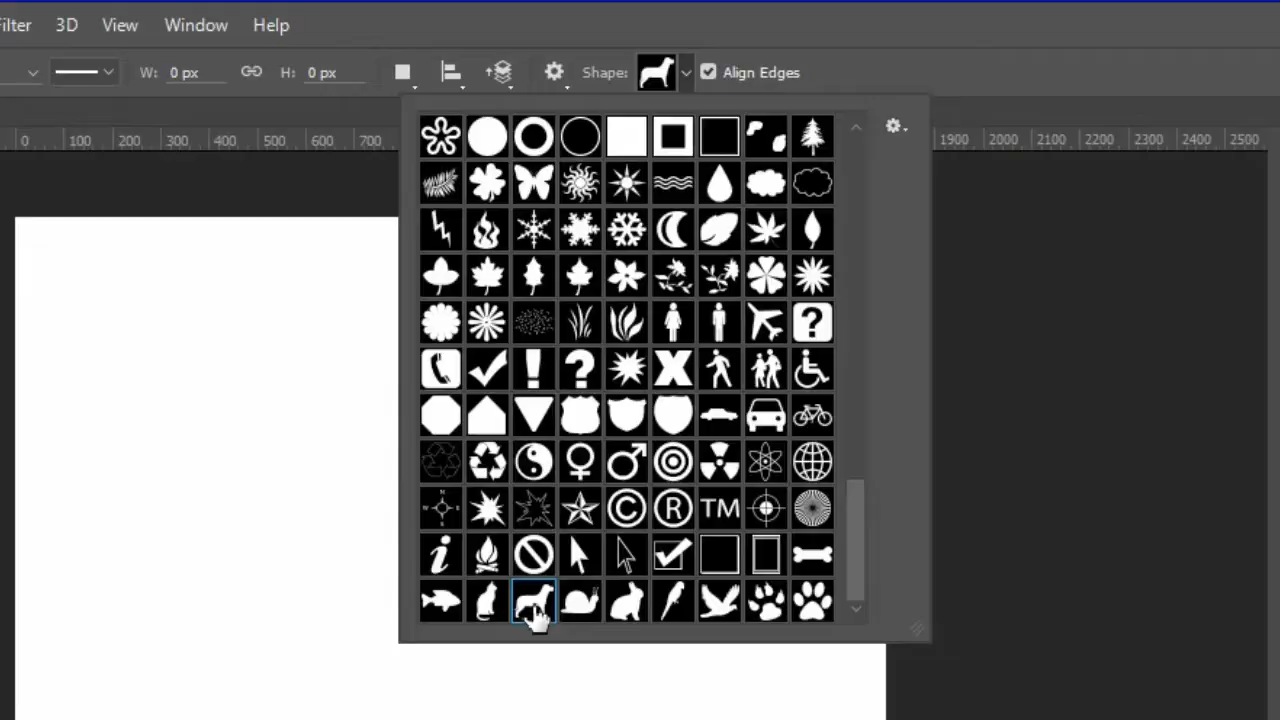 Filter 3D View Window Help
W: 0 px H: 0 px Shape: Align Edges
0 100 200 300 400 500 600 700 1900 2000 2100 2200 2300 2400 2500
?
! ? X
N
W E
S
© ® TM
i